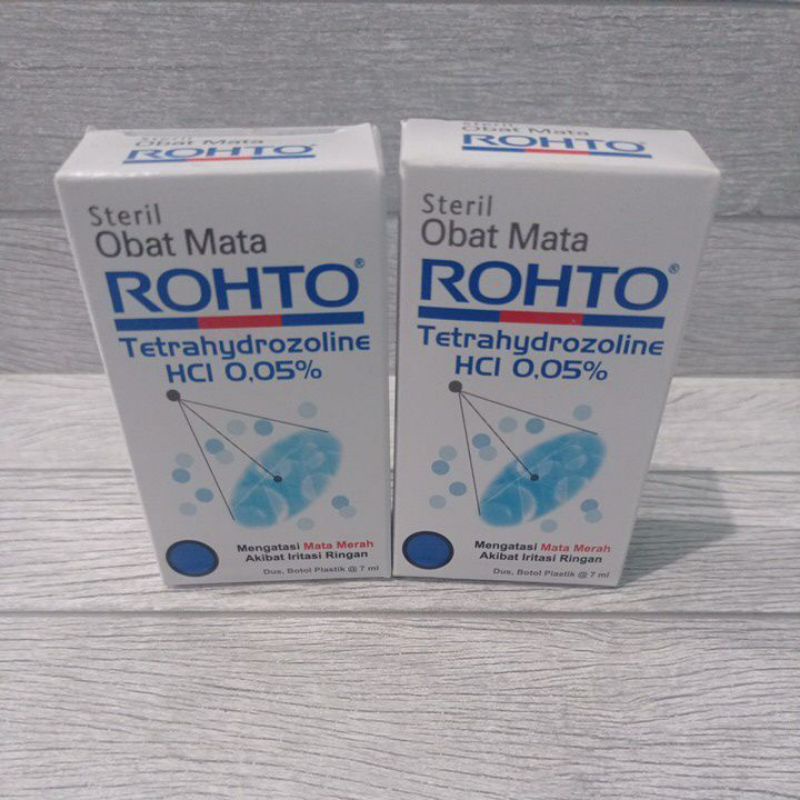 Steril
Obat Mata
ROHTO
Steril
Obat Mata
ROHTO®
Tetrahydrozoline
HCl 0,05%
Mengatasi Mata Merah
Akibat Iritasi Ringan
Dus, Botol Plastik @ 7 ml
Steril
Obat Mata
ROHTO
Steril
Obat Mata
ROHTO®
Tetrahydrozoline
HCl 0,05%
Mengatasi Mata Merah
Akibat Iritasi Ringan
Dus, Botol Plastik @ 7 ml